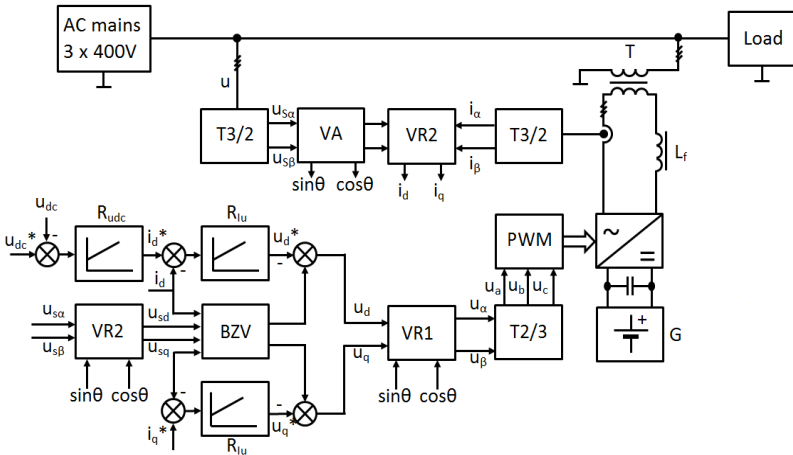 AC mains
3 x 400V
Load
T
u
T3/2
uSα
uSβ
VA
VR2
iα
iβ
T3/2
Lf
sinθ
cosθ
id
iq
udc
udc*
-
Rudc
id*
-
id
RIu
ud*
-
PWM
~
=
ua
ub
uc
usα
usβ
VR2
usd
usq
BZV
ud
uq
VR1
uα
uβ
T2/3
+
G
sinθ
cosθ
-
iq*
RIu
-
uq*
sinθ
cosθ